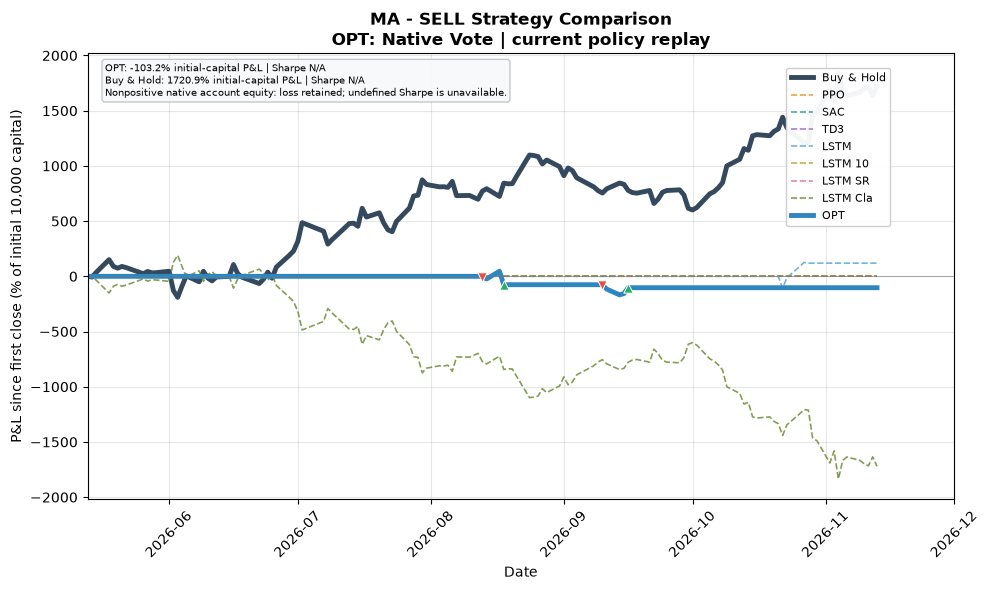 MA - SELL Strategy Comparison
OPT: Native Vote | current policy replay
OPT: -103.2% initial-capital P&L | Sharpe N/A
Buy & Hold: 1720.9% initial-capital P&L | Sharpe N/A
Nonpositive native account equity: loss retained; undefined Sharpe is unavailable.
Buy & Hold
PPO
SAC
TD3
LSTM
LSTM 10
LSTM SR
LSTM Cla
OPT
P&L since first close (% of initial 10,000 capital)
2000
1500
1000
500
0
−500
−1000
−1500
−2000
2026-06
2026-07
2026-08
2026-09
2026-10
2026-11
2026-12
Date